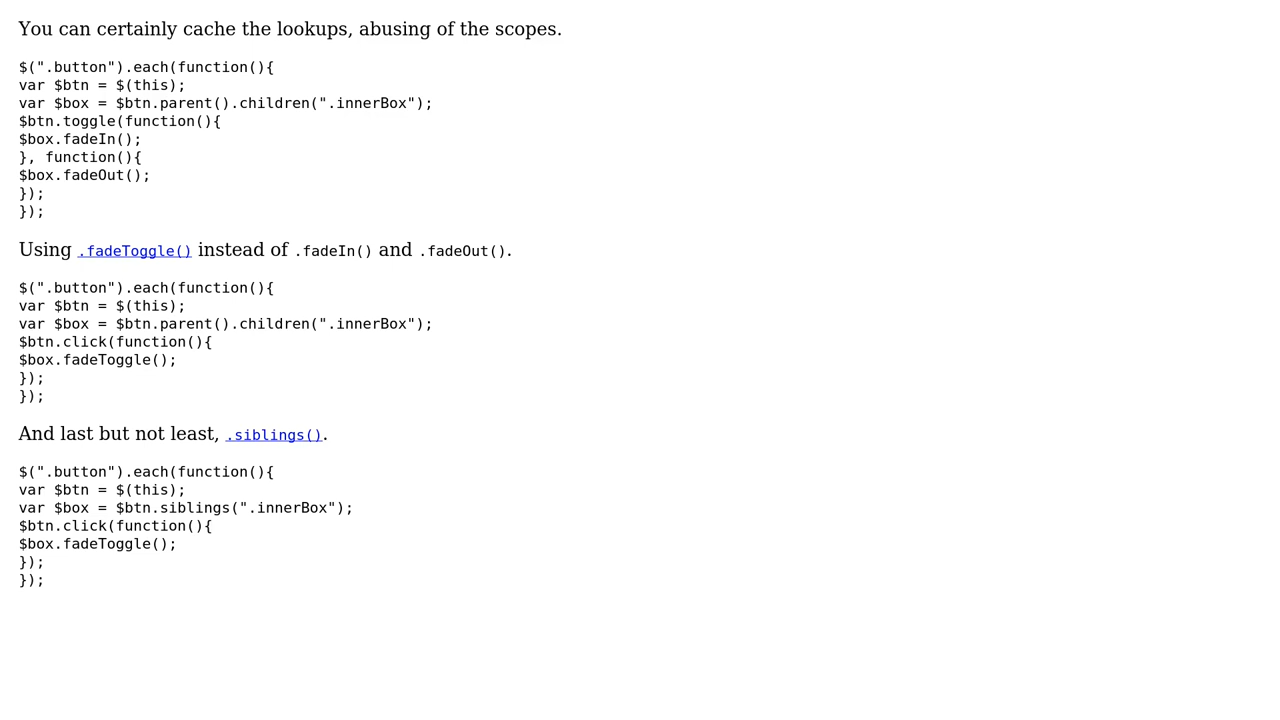 You can certainly cache the lookups, abusing of the scopes.
$(".button").each(function(){
var $btn = $(this);
var $box = $btn.parent().children(".innerBox");
$btn.toggle(function(){
$box.fadeIn();
}, function(){
$box.fadeOut();
});
});
Using .fadeToggle() instead of .fadeIn() and .fadeOut().
$(".button").each(function(){
var $btn = $(this);
var $box = $btn.parent().children(".innerBox");
$btn.click(function(){
$box.fadeToggle();
});
});
And last but not least, .siblings().
$(".button").each(function(){
var $btn = $(this);
var $box = $btn.siblings(".innerBox");
$btn.click(function(){
$box.fadeToggle();
});
});